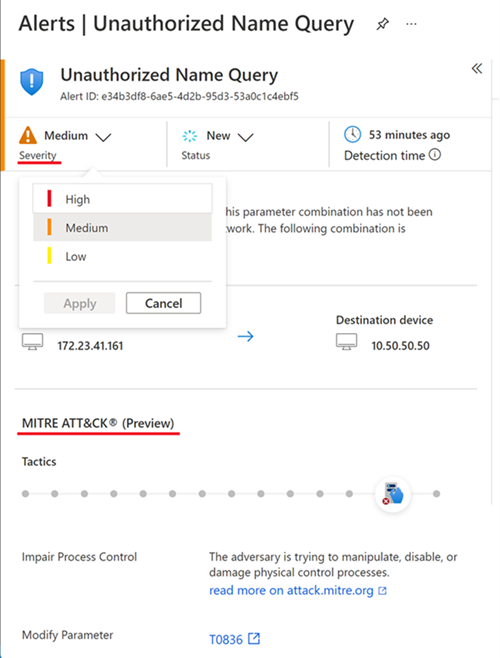 Alerts | Unauthorized Name Query
Unauthorized Name Query
Alert ID: e34b3df8-6ae5-4d2b-95d3-53a0c1c4ebf5
Medium
Severity
New
Status
53 minutes ago
Detection time
High
Medium
Low
Apply Cancel
his parameter combination has not been
work. The following combination is
Destination device
172.23.41.161
10.50.50.50
MITRE ATT&CK® (Preview)
Tactics
Impair Process Control
The adversary is trying to manipulate, disable, or
damage physical control processes.
read more on attack.mitre.org
Modify Parameter
T0836